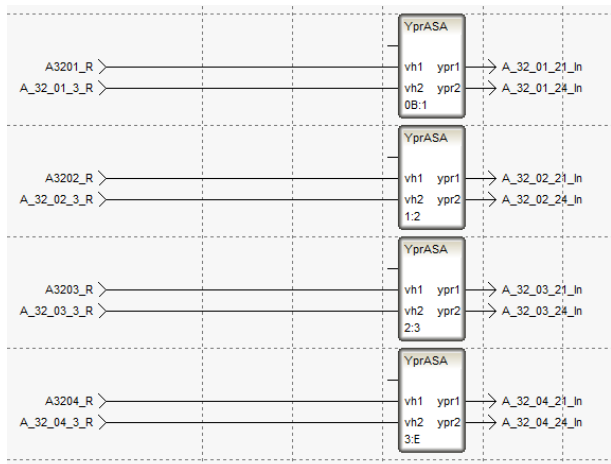 YprASA
A3201_R vh1 ypr1 A_32_01_21_In
A_32_01_3_R vh2 ypr2 A_32_01_24_In
0B:1
YprASA
A3202_R vh1 ypr1 A_32_02_21_In
A_32_02_3_R vh2 ypr2 A_32_02_24_In
1:2
YprASA
A3203_R vh1 ypr1 A_32_03_21_In
A_32_03_3_R vh2 ypr2 A_32_03_24_In
2:3
YprASA
A3204_R vh1 ypr1 A_32_04_21_In
A_32_04_3_R vh2 ypr2 A_32_04_24_In
3:E